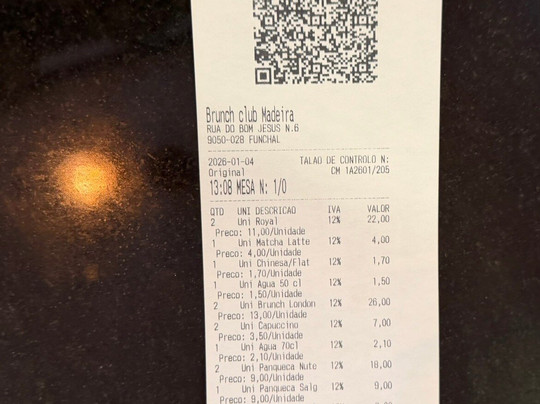 Brunch club Madeira
RUA DO BOM JESUS N.6
9050-028 FUNCHAL
2026-01-04 TALAO DE CONTROLO N:
Original CM 1A2601/205
13:08 MESA N: 1/0
QTD UNI DESCRICAO IVA VALOR
2 Uni Royal 12% 22,00
Preco: 11,00/Unidade
1 Uni Matcha Latte 12% 4,00
Preco: 4,00/Unidade
1 Uni Chinesa/Flat 12% 1,70
Preco: 1,70/Unidade
1 Uni Agua 50 cl 12% 1,50
Preco: 1,50/Unidade
2 Uni Brunch London 12% 26,00
Preco: 13,00/Unidade
2 Uni Capuccino 12% 7,00
Preco: 3,50/Unidade
1 Uni Agua 70cl 12% 2,10
Preco: 2,10/Unidade
2 Uni Panqueca Nute 12% 18,00
Preco: 9,00/Unidade
1 Uni Panqueca Salg 12% 9,00
Preco: 9,00/Unidade